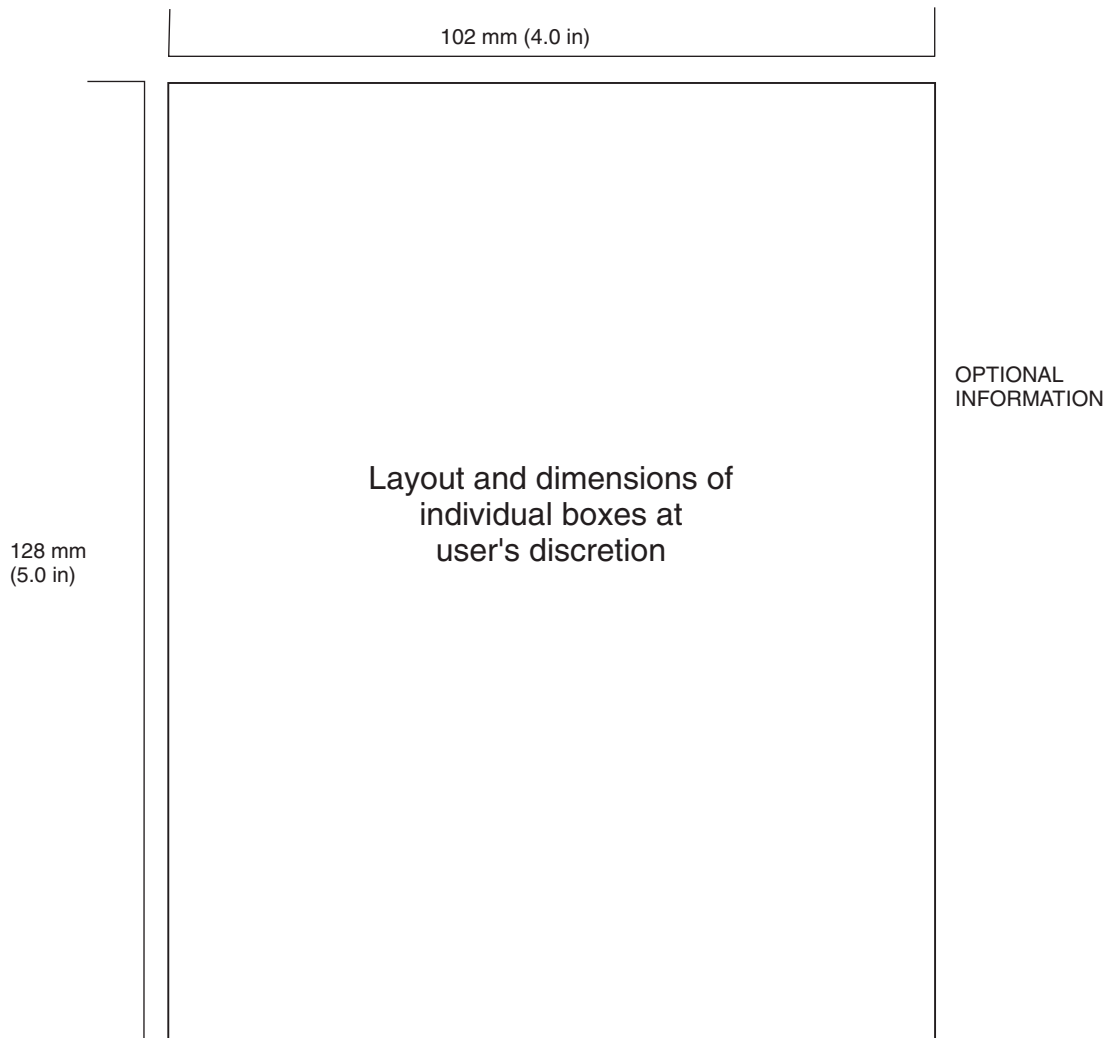 102 mm (4.0 in)
OPTIONAL
INFORMATION
Layout and dimensions of
individual boxes at
user's discretion
128 mm
(5.0 in)